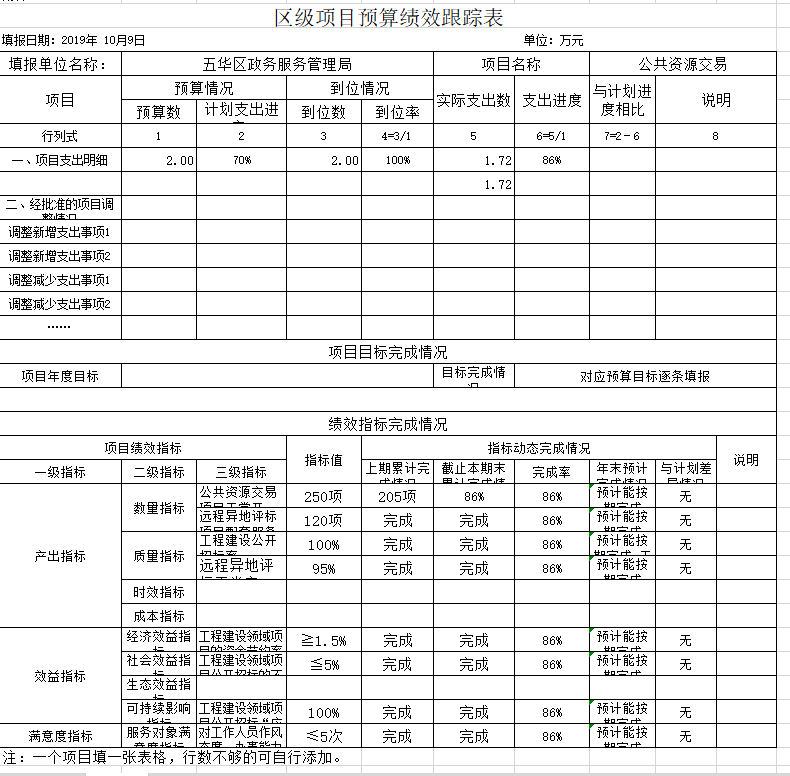 区级项目预算绩效跟踪表
填报日期：2019年 10月9日 单位：万元
填报单位名称： 五华区政务服务管理局 项目名称 公共资源交易
项目 预算情况 到位情况 实际支出数 支出进度 与计划进度相比 说明
预算数 计划支出进 到位数 到位率
行列式 1 2 3 4=3/1 5 6=5/1 7=2－6 8
一、项目支出明细 2.00 70% 2.00 100% 1.72 86%
1.72
二、经批准的项目调整情况
调整新增支出事项1
调整新增支出事项2
调整减少支出事项1
调整减少支出事项2
……
项目目标完成情况
项目年度目标 目标完成情 对应预算目标逐条填报
绩效指标完成情况
项目绩效指标 指标值 指标动态完成情况 说明
一级指标 二级指标 三级指标 上期累计完 截止本期末 完成率 年末预计 与计划差
产出指标 数量指标 公共资源交易 250项 205项 86% 86% 预计能按 无
远程异地评标 120项 完成 完成 86% 预计能按 无
质量指标 工程建设公开 100% 完成 完成 86% 预计能按 无
远程异地评 95% 完成 完成 86% 预计能按 无
时效指标
成本指标
效益指标 经济效益指 工程建设领域项 ≧1.5% 完成 完成 86% 预计能按 无
社会效益指 工程建设领域项 ≦5% 完成 完成 86% 预计能按 无
生态效益指
可持续影响 工程建设领域项 100% 完成 完成 86% 预计能按 无
满意度指标 服务对象满 对工作人员作风 ≤5次 完成 完成 86% 预计能按 无
注：一个项目填一张表格，行数不够的可自行添加。